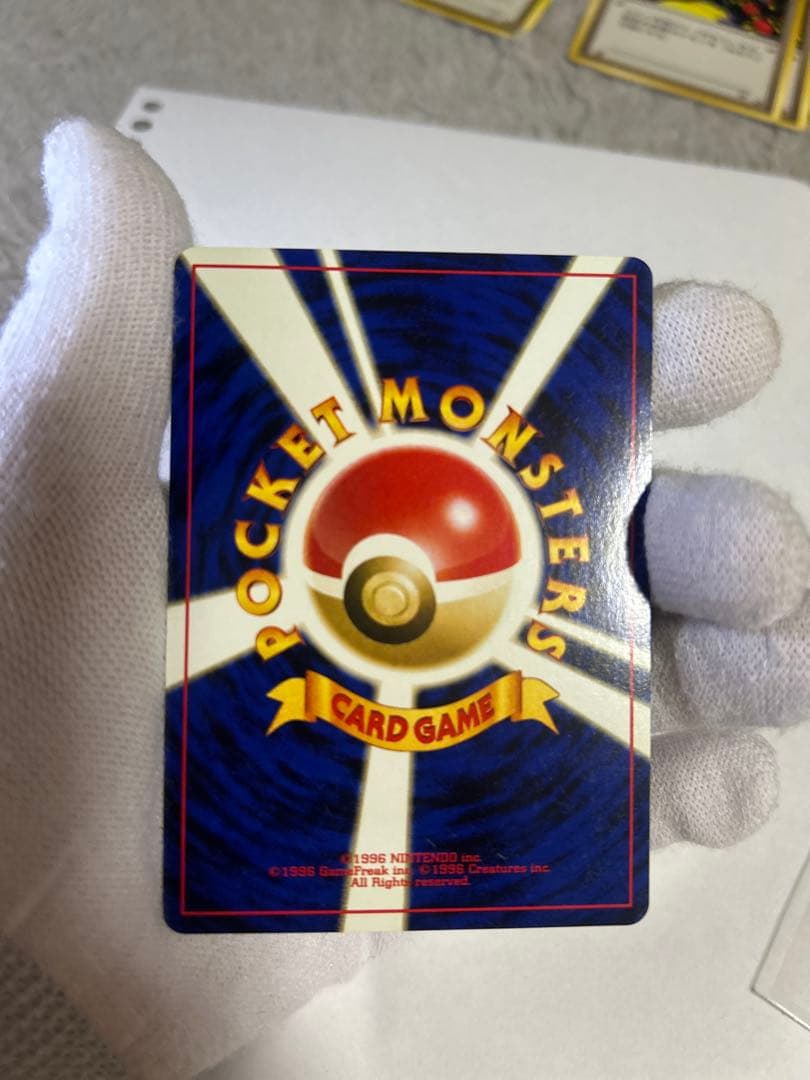 POCKET MONSTERS
CARD GAME
©1996 NINTENDO inc.
©1996 GameFreak inc. ©1996 Creatures inc.
All Rights reserved.